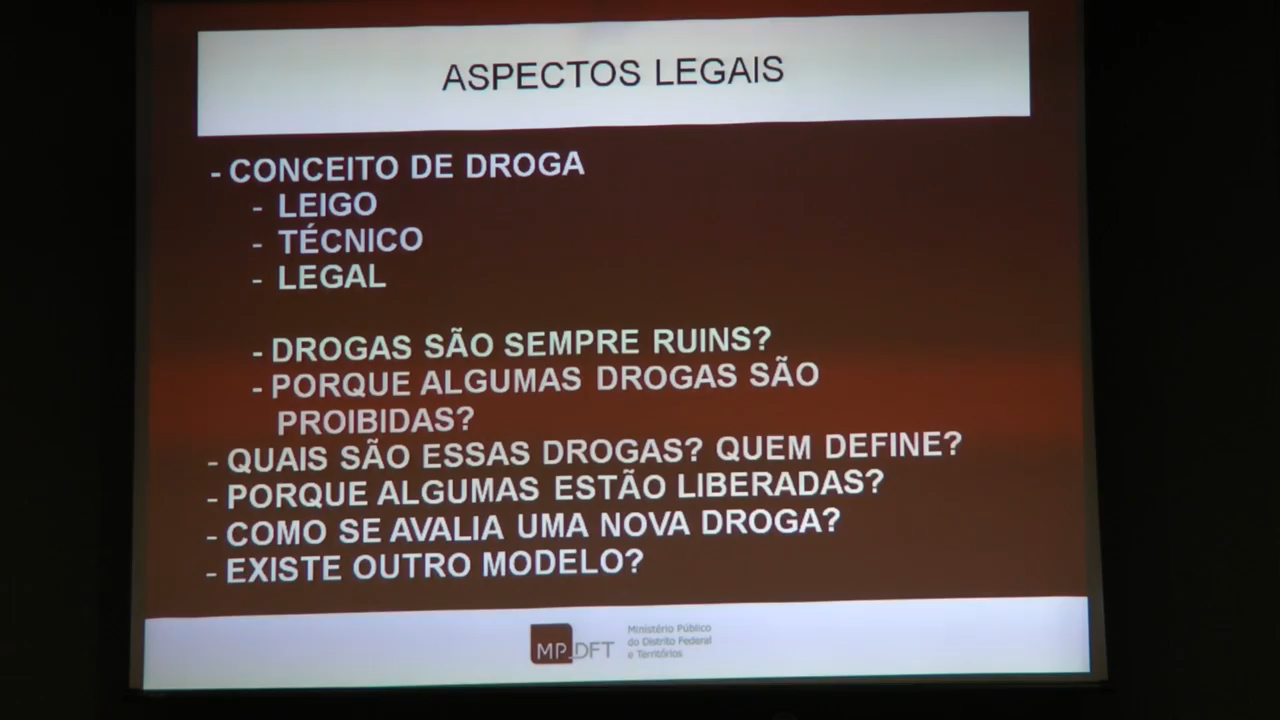 ASPECTOS LEGAIS
- CONCEITO DE DROGA
- LEIGO
- TÉCNICO
- LEGAL
- DROGAS SÃO SEMPRE RUINS?
- PORQUE ALGUMAS DROGAS SÃO
PROIBIDAS?
- QUAIS SÃO ESSAS DROGAS? QUEM DEFINE?
- PORQUE ALGUMAS ESTÃO LIBERADAS?
- COMO SE AVALIA UMA NOVA DROGA?
- EXISTE OUTRO MODELO?
MP_DFT
Ministério Público
do Distrito Federal
e Territórios